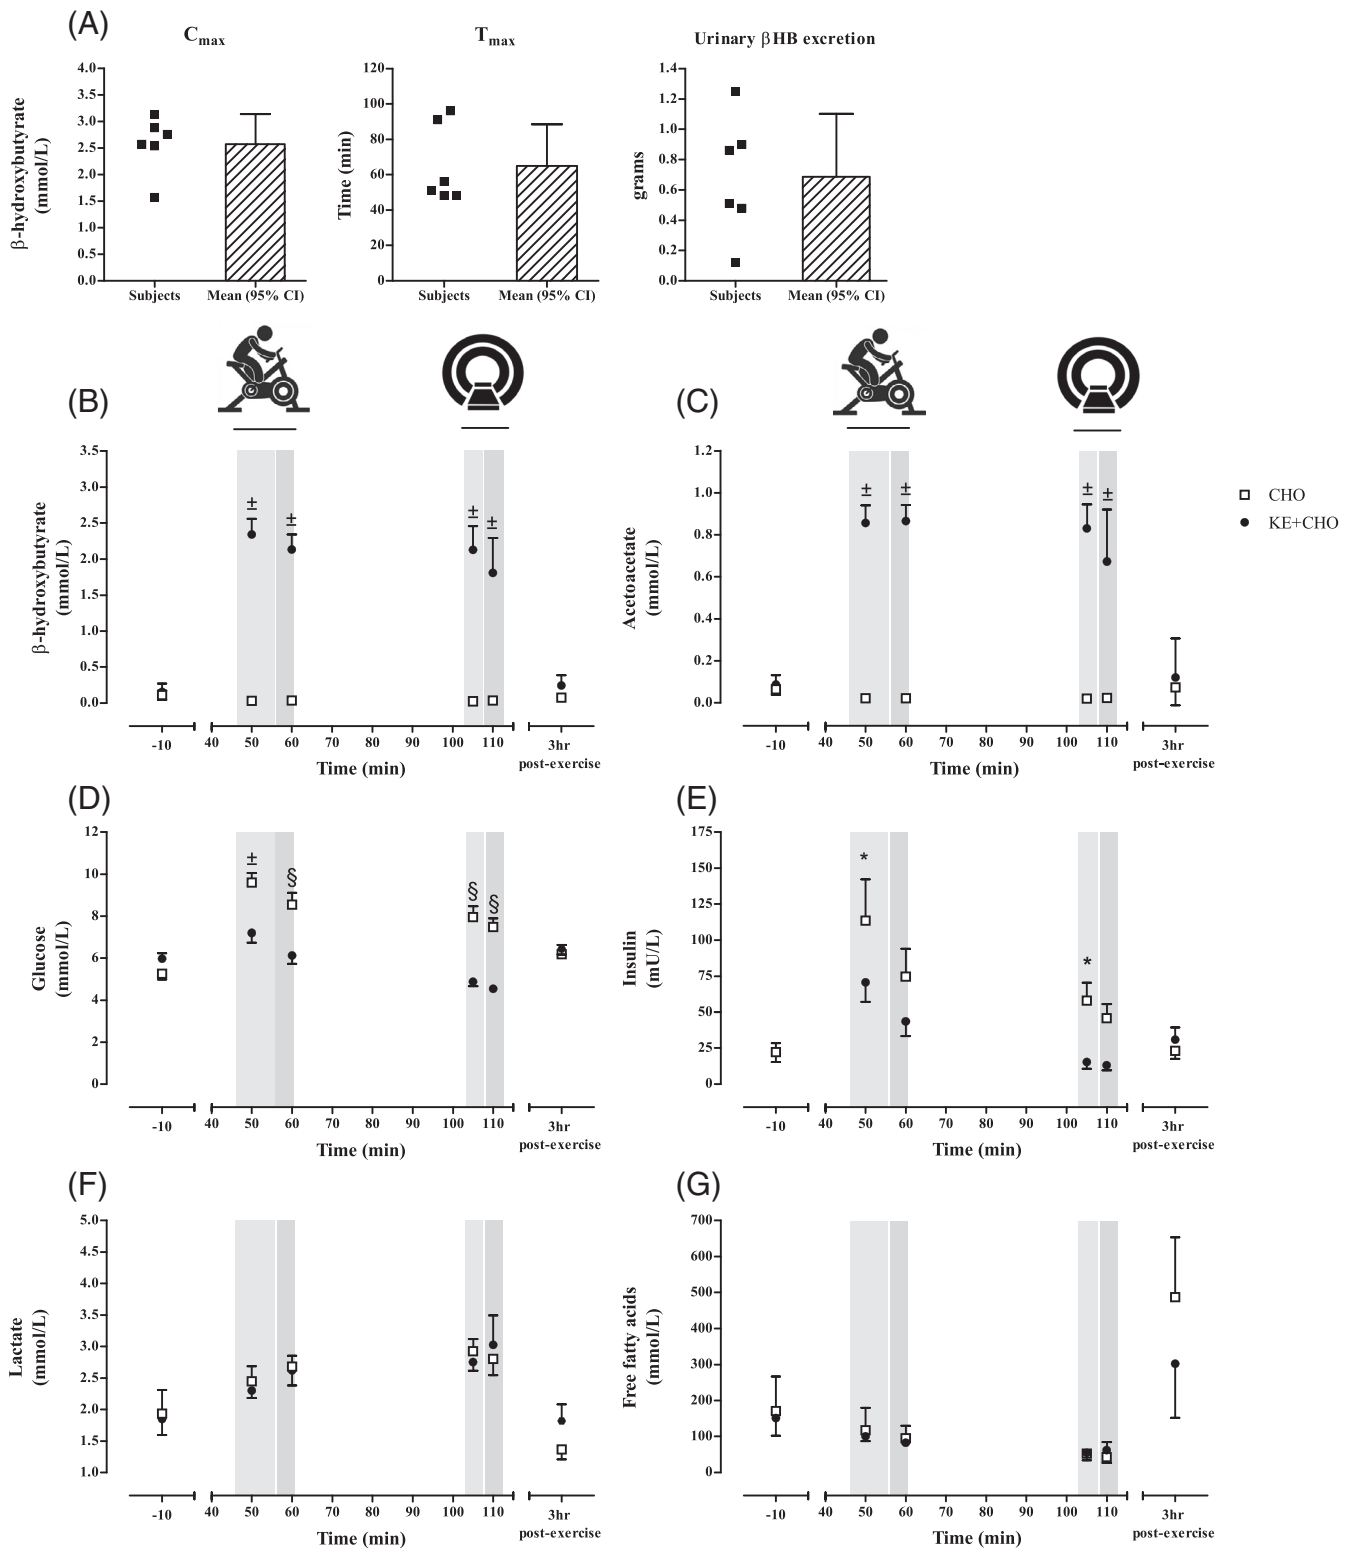 (A)
Cmax
Tmax
Urinary βHB excretion
β-hydroxybutyrate
(mmol/L)
4.0
3.5
3.0
2.5
2.0
1.5
1.0
0.5
0.0
Subjects
Mean (95% CI)
Time (min)
120
100
80
60
40
20
0
Subjects
Mean (95% CI)
grams
1.4
1.2
1.0
0.8
0.6
0.4
0.2
0.0
Subjects
Mean (95% CI)
(B)
β-hydroxybutyrate
(mmol/L)
3.5
3.0
2.5
2.0
1.5
1.0
0.5
0.0
± ± ± ±
-10 40 50 60 70 80 90 100 110 3hr
post-exercise
Time (min)
(C)
Acetoacetate
(mmol/L)
1.2
1.0
0.8
0.6
0.4
0.2
0.0
± ± ± ±
-10 40 50 60 70 80 90 100 110 3hr
post-exercise
Time (min)
CHO
KE+CHO
(D)
Glucose
(mmol/L)
12
10
8
6
4
2
0
± § § §
-10 40 50 60 70 80 90 100 110 3hr
post-exercise
Time (min)
(E)
Insulin
(mU/L)
175
150
125
100
75
50
25
0
* *
-10 40 50 60 70 80 90 100 110 3hr
post-exercise
Time (min)
(F)
Lactate
(mmol/L)
5.0
4.5
4.0
3.5
3.0
2.5
2.0
1.5
1.0
-10 40 50 60 70 80 90 100 110 3hr
post-exercise
Time (min)
(G)
Free fatty acids
(mmol/L)
700
600
500
400
300
200
100
0
-10 40 50 60 70 80 90 100 110 3hr
post-exercise
Time (min)